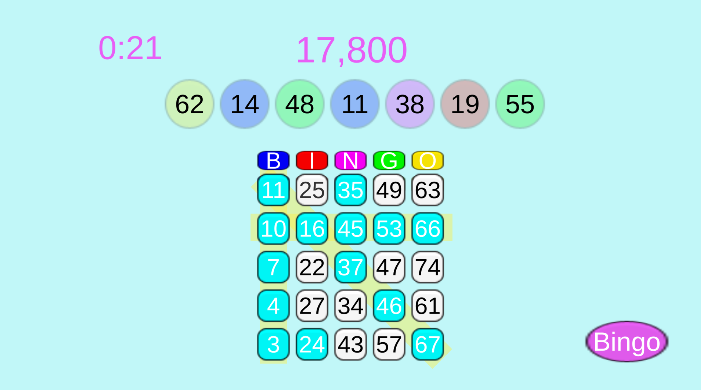 0:21 17,800
62 14 48 11 38 19 55
B I N G O
11 25 35 49 63
10 16 45 53 66
7 22 37 47 74
4 27 34 46 61
3 24 43 57 67
Bingo